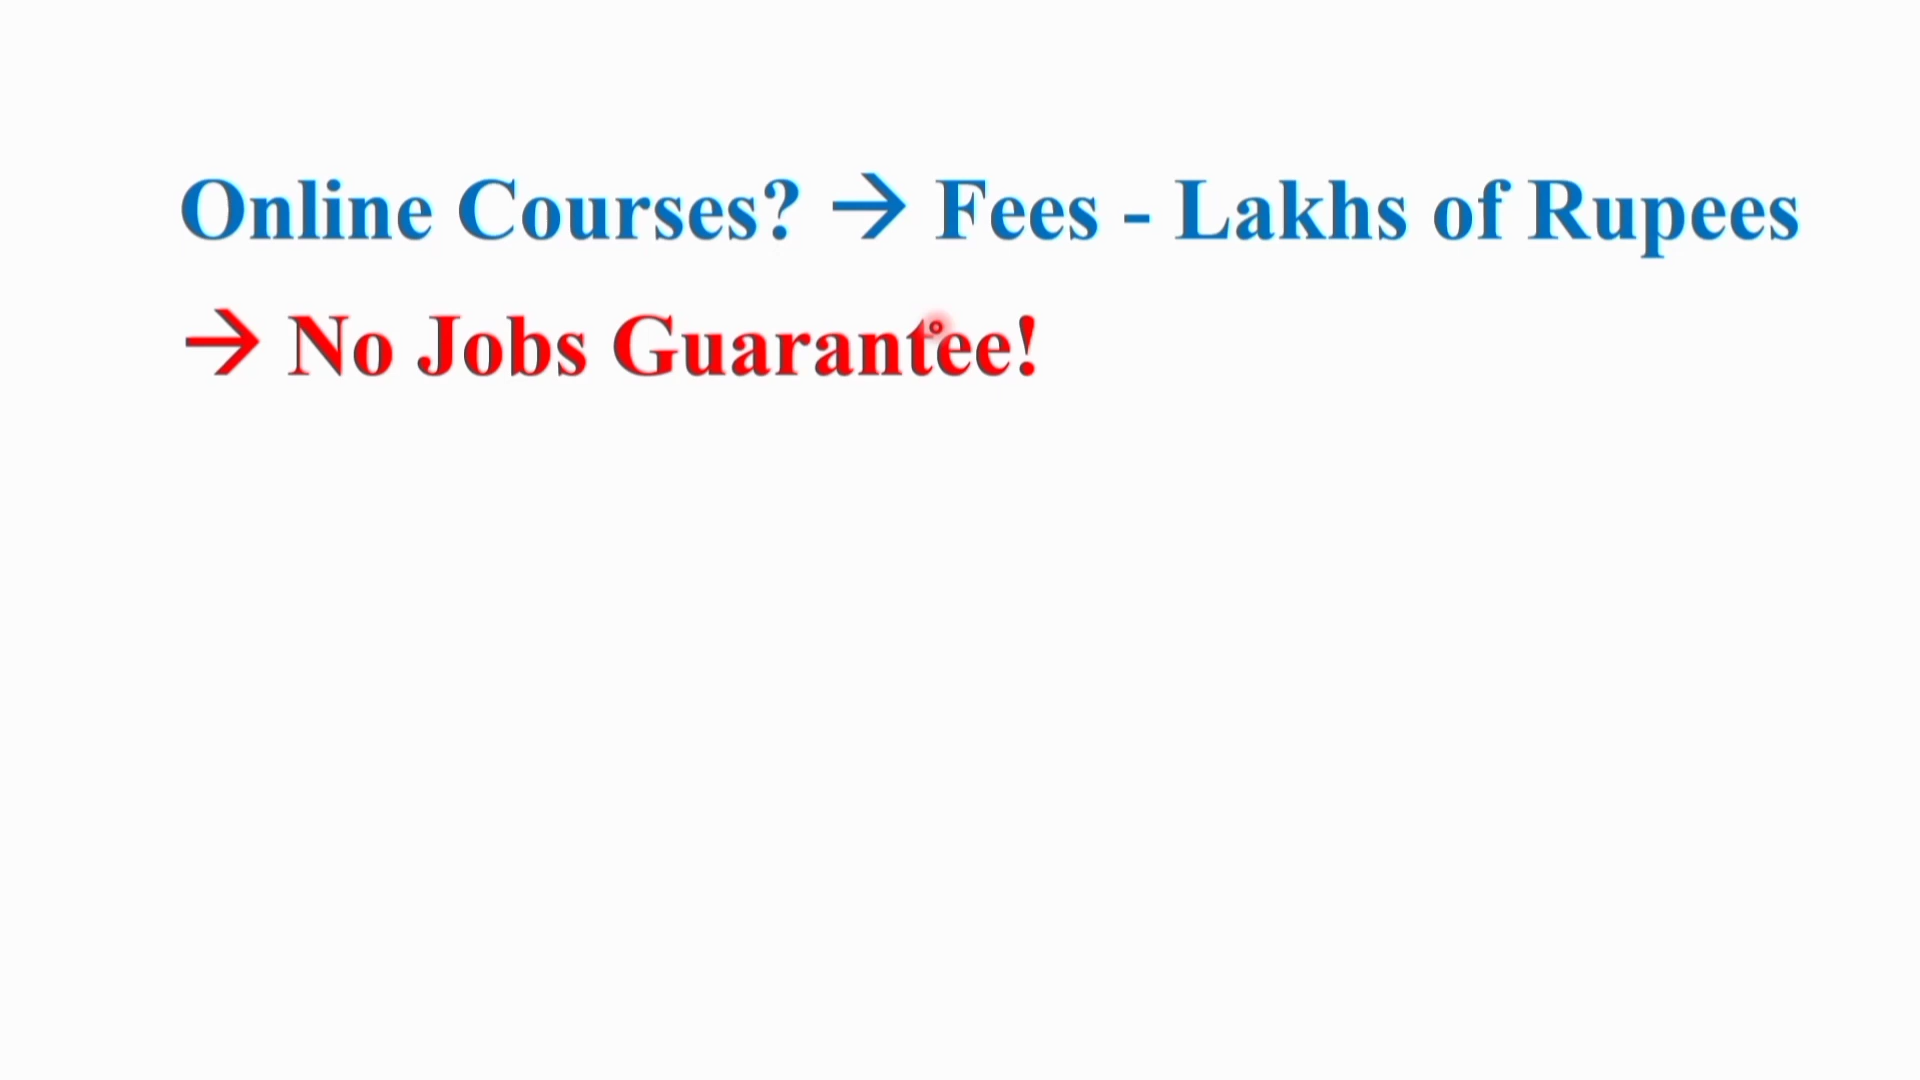 Online Courses? → Fees - Lakhs of Rupees
→ No Jobs Guarantee!